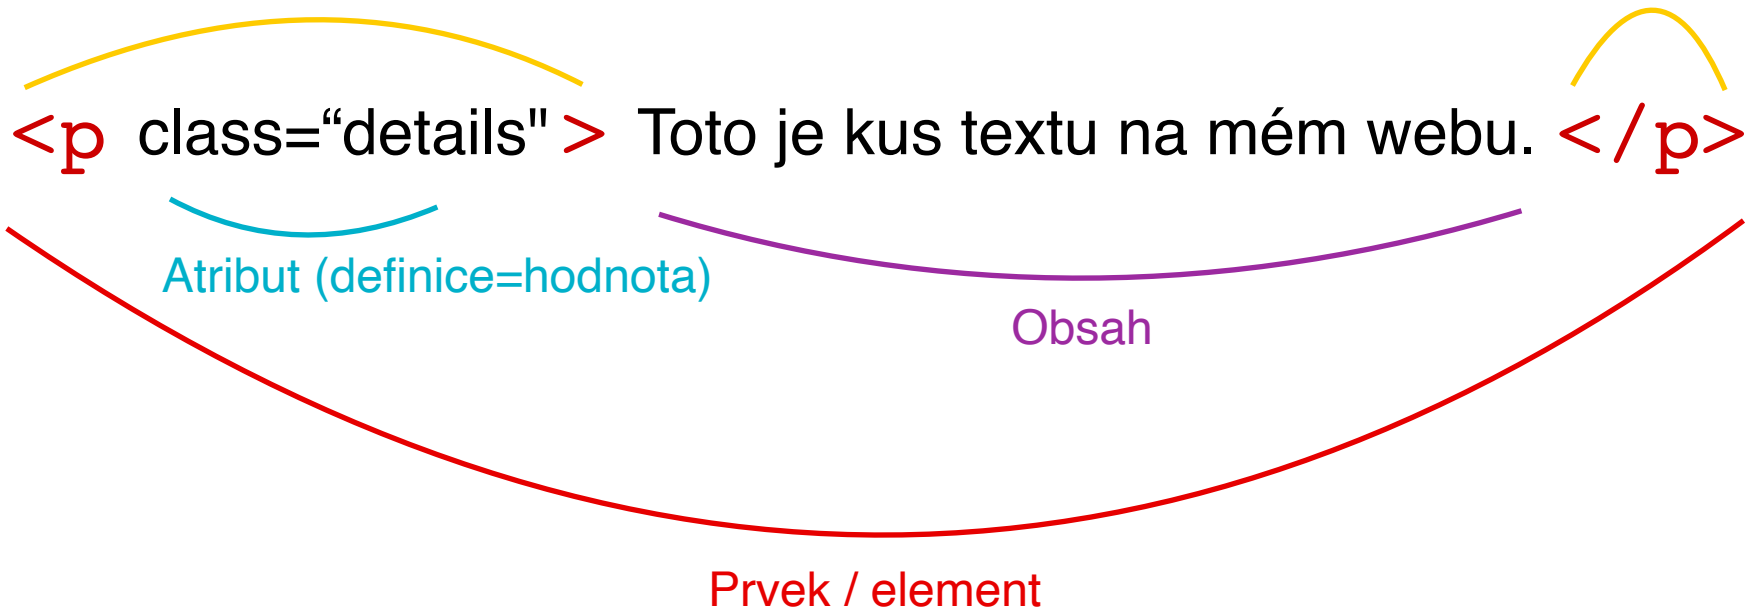 <p class=“details"> Toto je kus textu na mém webu. </p>
Atribut (definice=hodnota)
Obsah
Prvek / element